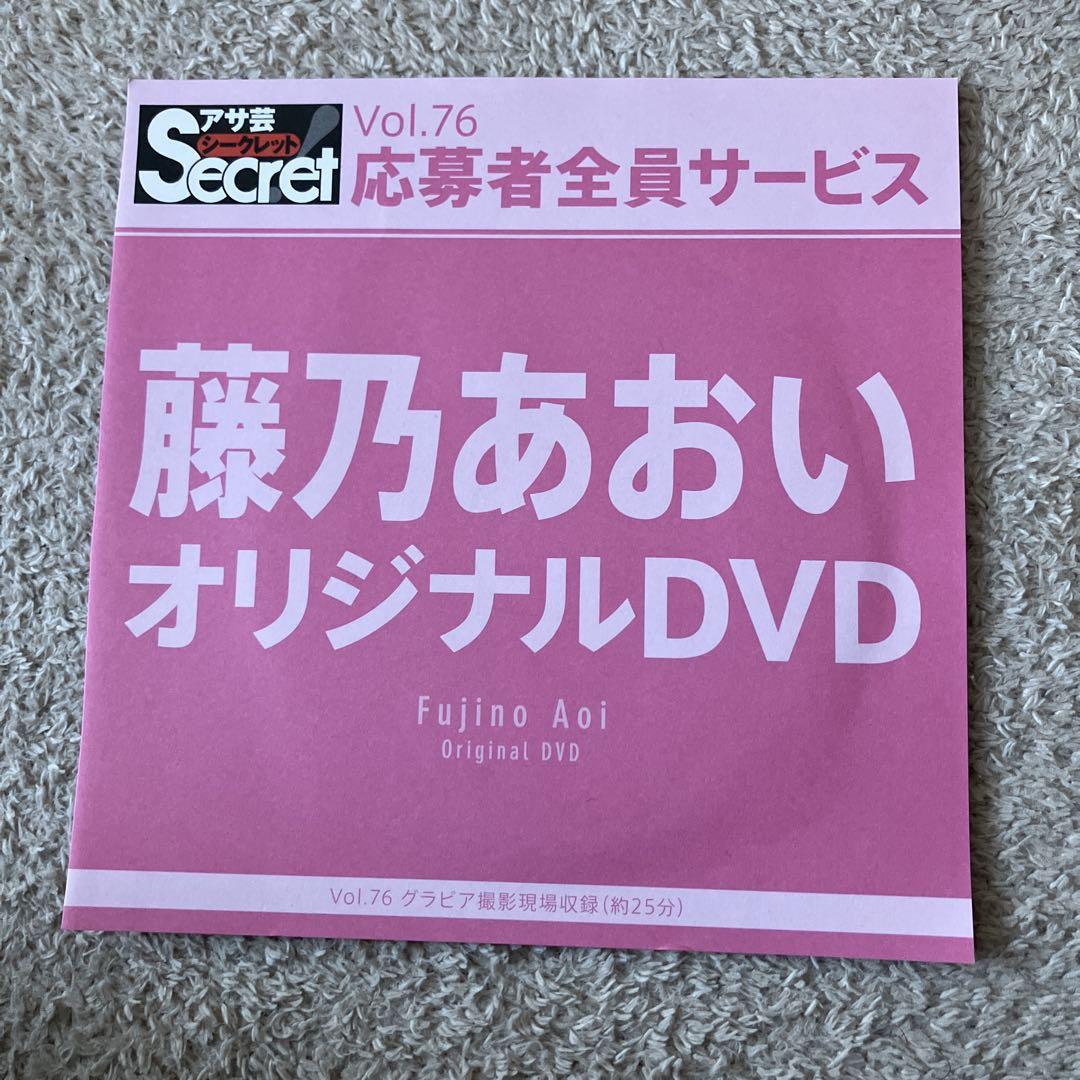 アサ芸
シークレット
Secret!
Vol.76
応募者全員サービス
藤乃あおい
オリジナルDVD
Fujino Aoi
Original DVD
Vol.76 グラビア撮影現場収録(約25分)